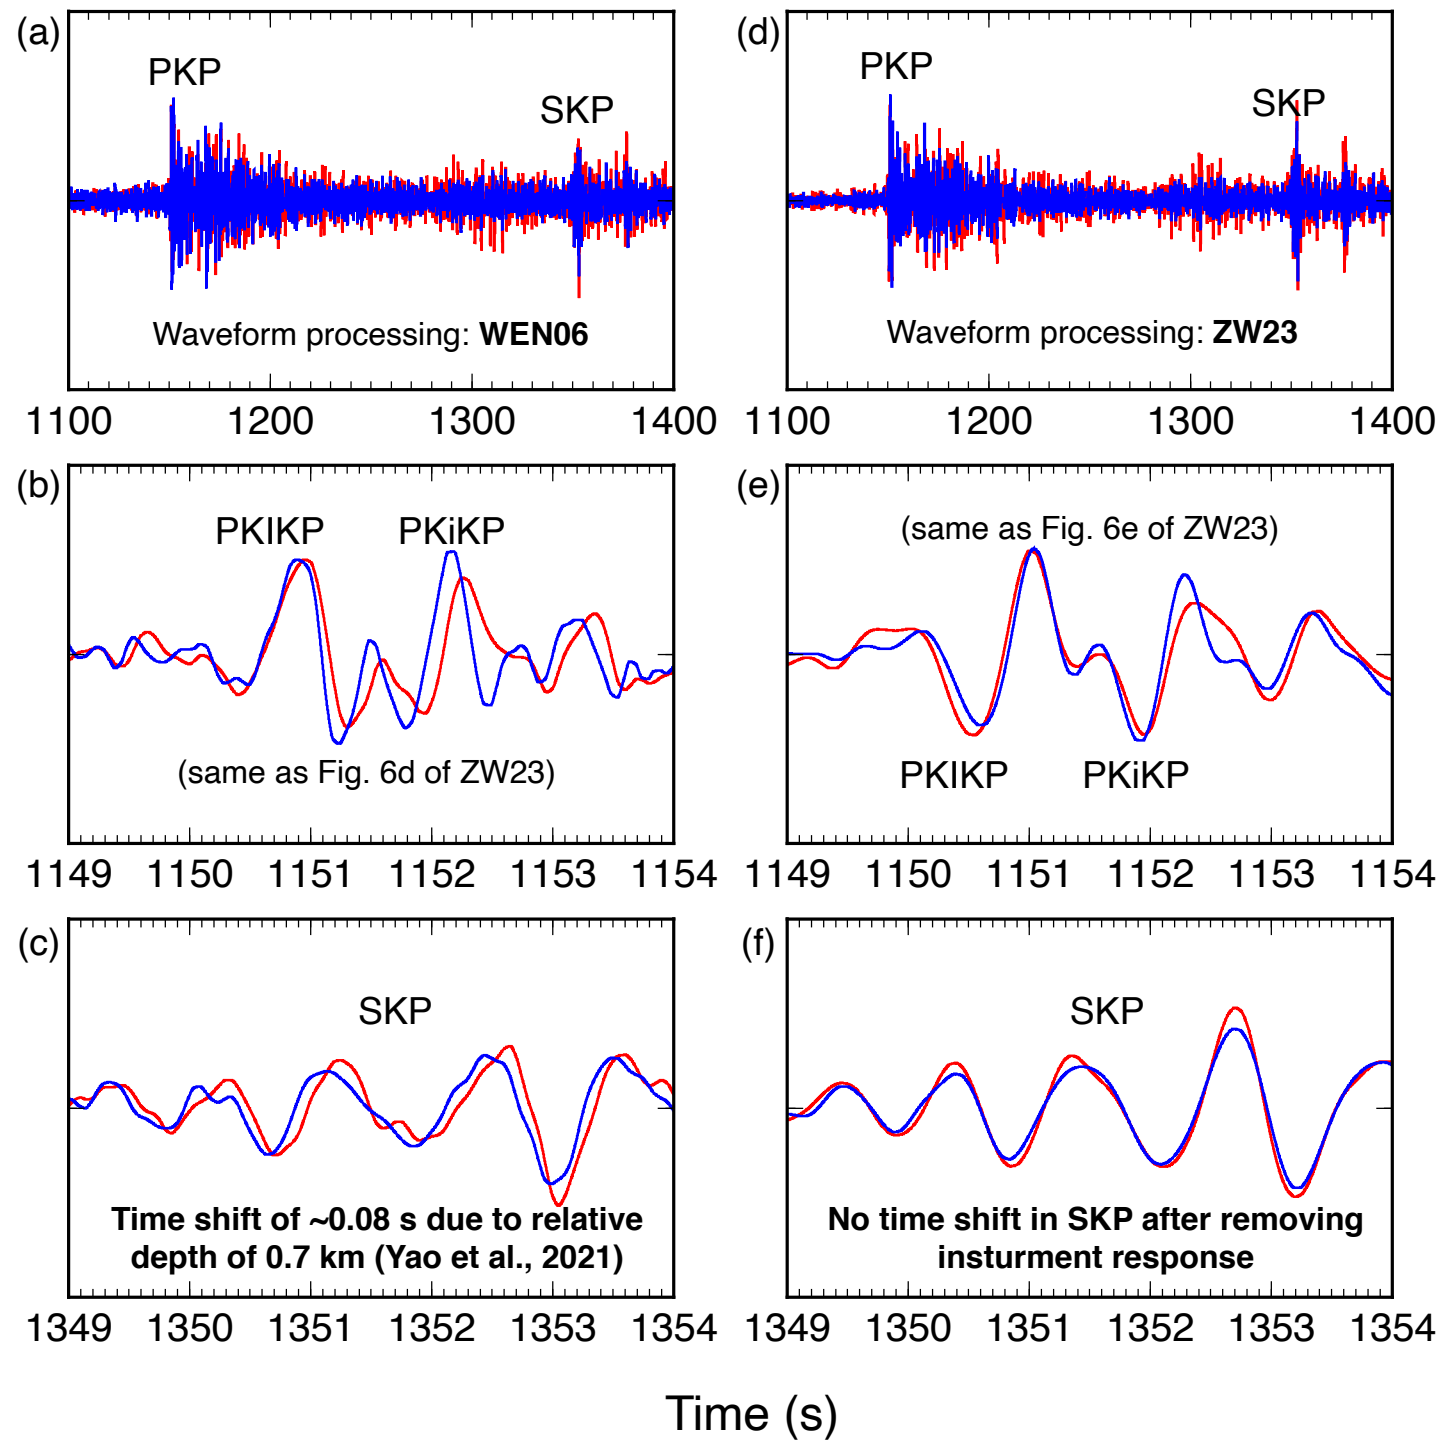 (a)
PKP
SKP
Waveform processing: WEN06
1100 1200 1300 1400
(d)
PKP
SKP
Waveform processing: ZW23
1100 1200 1300 1400
(b)
PKIKP PKiKP
(same as Fig. 6d of ZW23)
1149 1150 1151 1152 1153 1154
(e)
(same as Fig. 6e of ZW23)
PKIKP PKiKP
1149 1150 1151 1152 1153 1154
(c)
SKP
Time shift of ~0.08 s due to relative
depth of 0.7 km (Yao et al., 2021)
1349 1350 1351 1352 1353 1354
(f)
SKP
No time shift in SKP after removing
insturment response
1349 1350 1351 1352 1353 1354
Time (s)